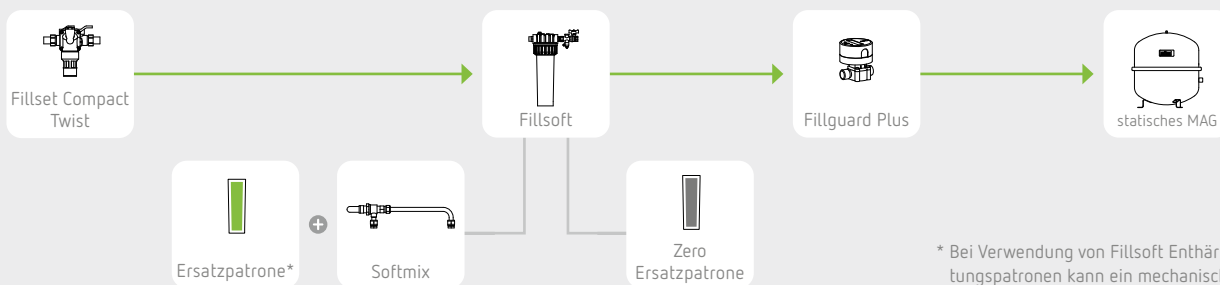 Fillset Compact
Twist
Fillsoft
Fillguard Plus
statisches MAG
Ersatzpatrone*
Softmix
Zero
Ersatzpatrone
* Bei Verwendung von Fillsoft Enthär
tungspatronen kann ein mechanisch